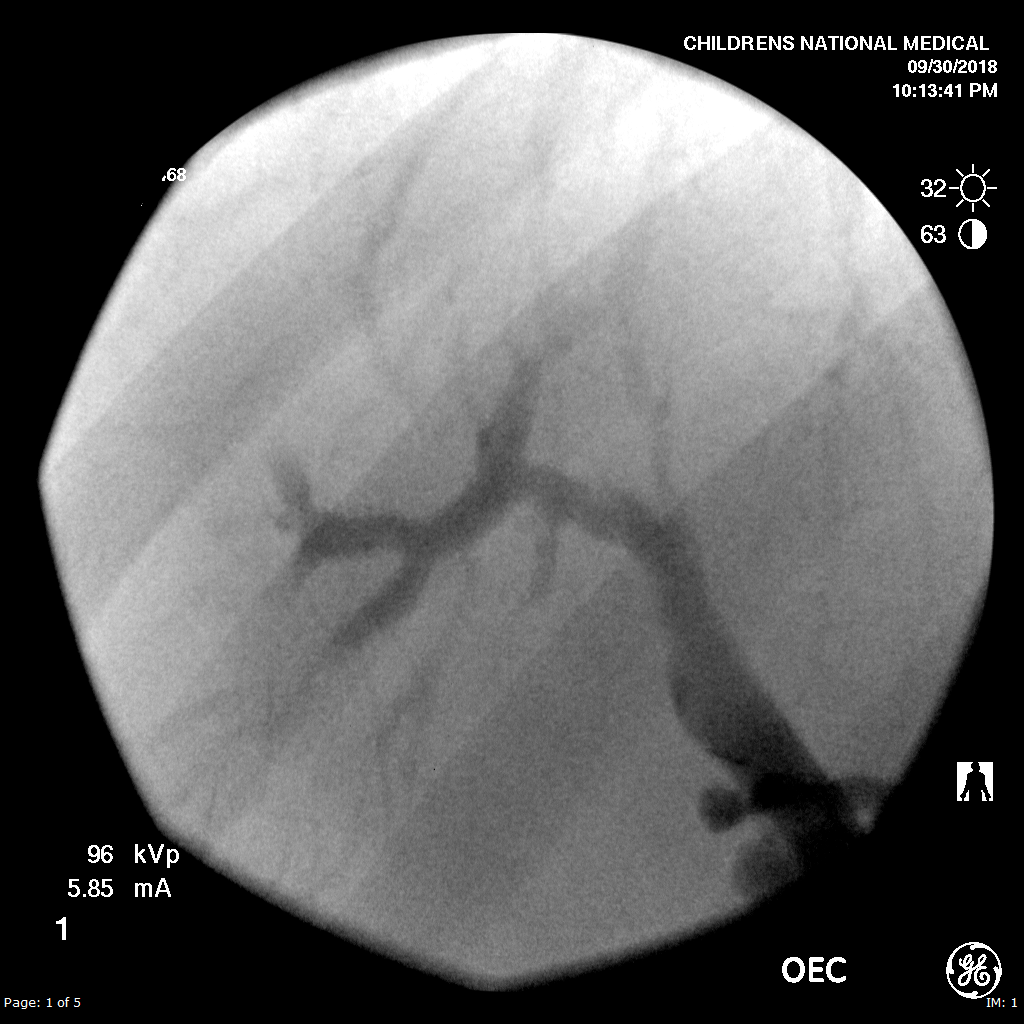 CHILDRENS NATIONAL MEDICAL
09/30/2018
10:13:41 PM
68
32
63
96 kVp
5.85 mA
1
OEC
GE
Page: 1 of 5
IM: 1